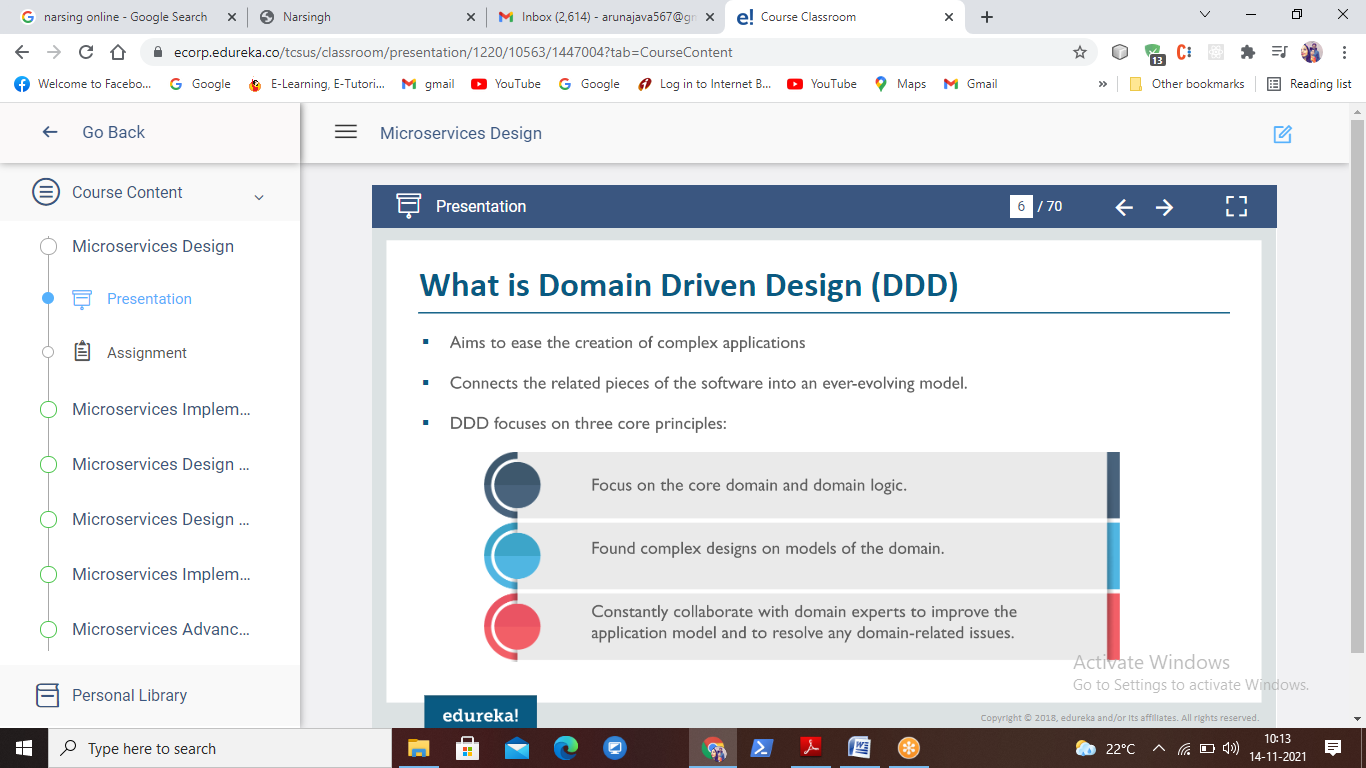 narsing online - Google Search
Narsingh
Inbox (2,614) - arunajava567@gm
Course Classroom
ecorp.edureka.co/tcsus/classroom/presentation/1220/10563/1447004?tab=CourseContent
13
Welcome to Facebo...
Google
E-Learning, E-Tutori...
gmail
YouTube
Google
Log in to Internet B...
YouTube
Maps
Gmail
»
Other bookmarks
Reading list
Go Back
Microservices Design
Course Content
Microservices Design
Presentation
Assignment
Microservices Implem...
Microservices Design ...
Microservices Design ...
Microservices Implem...
Microservices Advanc...
Personal Library
Presentation
6 / 70
What is Domain Driven Design (DDD)
Aims to ease the creation of complex applications
Connects the related pieces of the software into an ever-evolving model.
DDD focuses on three core principles:
Focus on the core domain and domain logic.
Found complex designs on models of the domain.
Constantly collaborate with domain experts to improve the
application model and to resolve any domain-related issues.
Activate Windows
Go to Settings to activate Windows.
edureka!
Copyright © 2018, edureka and/or its affiliates. All rights reserved.
Type here to search
22°C
10:13
14-11-2021